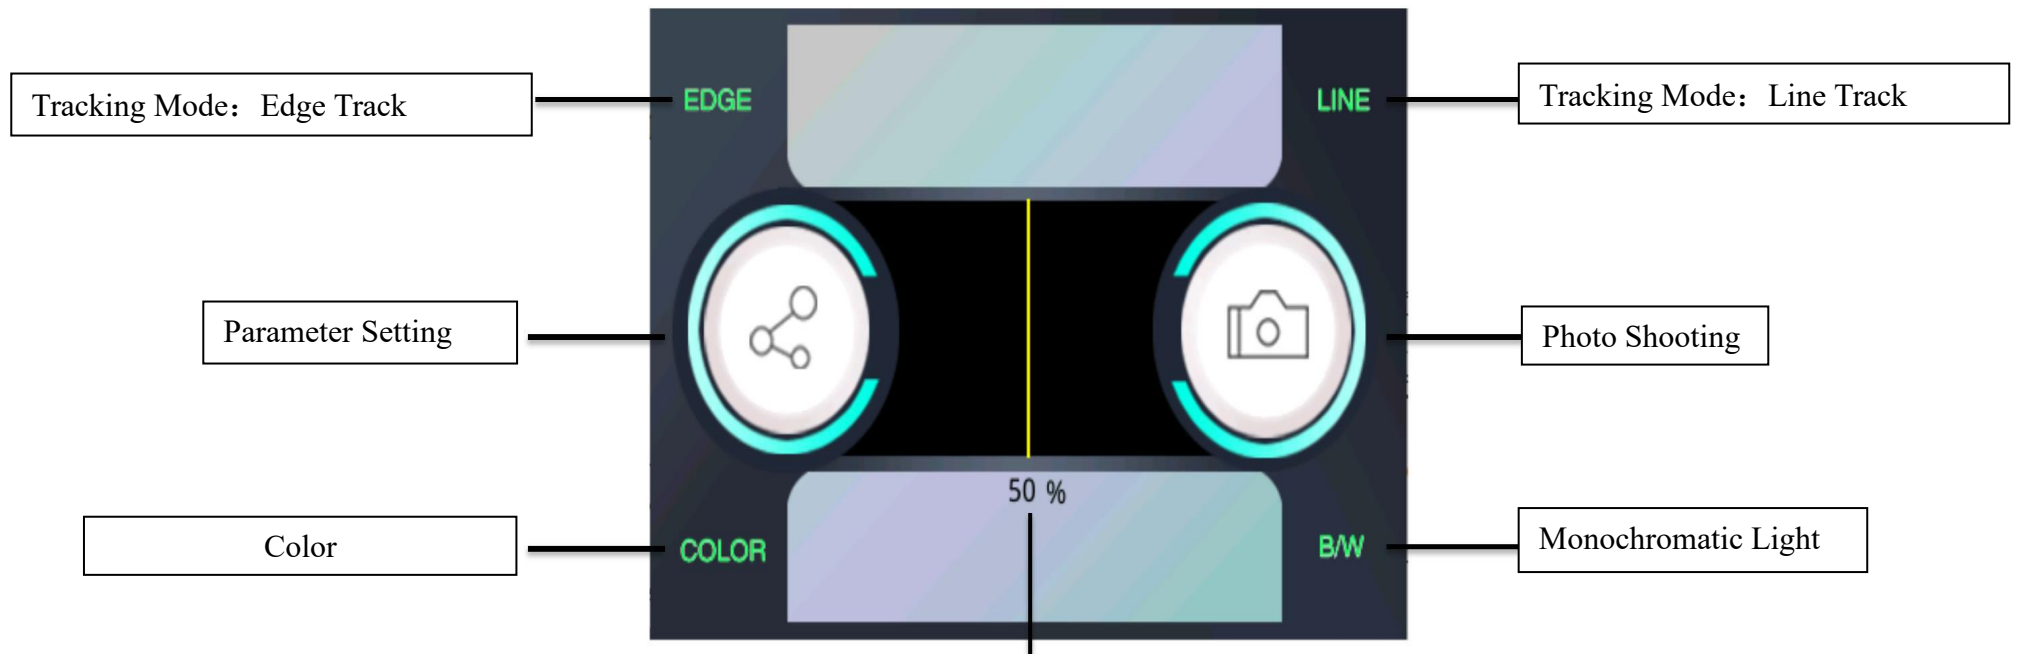 Tracking Mode：Edge Track
EDGE
LINE
Tracking Mode：Line Track
Parameter Setting
Photo Shooting
50 %
Color
COLOR
B/W
Monochromatic Light